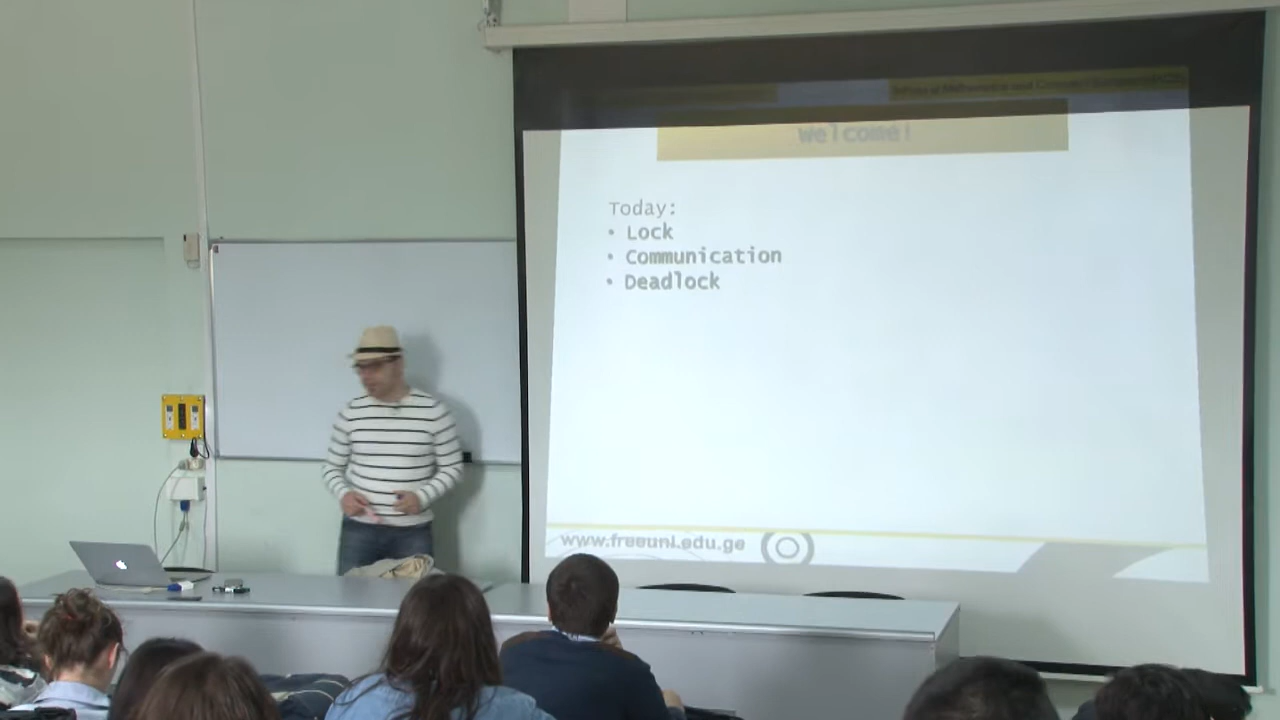 Welcome!
Today:
• Lock
• Communication
• Deadlock
www.freeuni.edu.ge